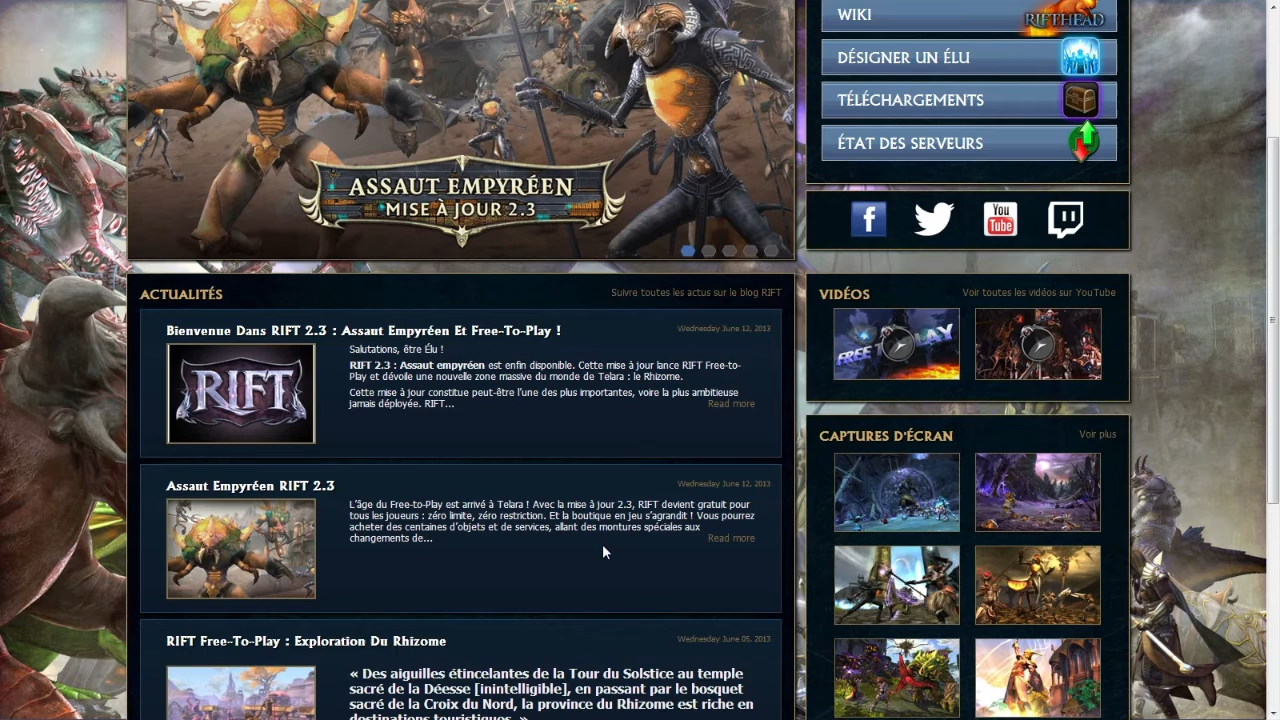 WIKI
RIFTHEAD
DÉSIGNER UN ÉLU
TÉLÉCHARGEMENTS
ÉTAT DES SERVEURS
ASSAUT EMPYRÉEN
MISE À JOUR 2.3
f
You
Tube
ACTUALITÉS
Suivre toutes les actus sur le blog RIFT
Bienvenue Dans RIFT 2.3 : Assaut Empyréen Et Free-To-Play !
Wednesday June 12, 2013
RIFT
Salutations, être Élu !
RIFT 2.3 : Assaut empyréen est enfin disponible. Cette mise à jour lance RIFT Free-to-
Play et dévoile une nouvelle zone massive du monde de Telara : le Rhizome.
Cette mise à jour constitue peut-être l'une des plus importantes, voire la plus ambitieuse
jamais déployée. RIFT...
Read more
Assaut Empyréen RIFT 2.3
Wednesday June 12, 2013
L'âge du Free-to-Play est arrivé à Telara ! Avec la mise à jour 2.3, RIFT devient gratuit pour
tous les joueurs : zéro limite, zéro restriction. Et la boutique en jeu s'agrandit ! Vous pourrez
acheter des centaines d'objets et de services, allant des montures spéciales aux
changements de...
Read more
RIFT Free-To-Play : Exploration Du Rhizome
Wednesday June 05, 2013
« Des aiguilles étincelantes de la Tour du Solstice au temple
sacré de la Déesse [inintelligible], en passant par le bosquet
sacré de la Croix du Nord, la province du Rhizome est riche en
destinations touristiques. »
VIDÉOS
Voir toutes les vidéos sur YouTube
FREE TO PLAY
CAPTURES D'ÉCRAN
Voir plus